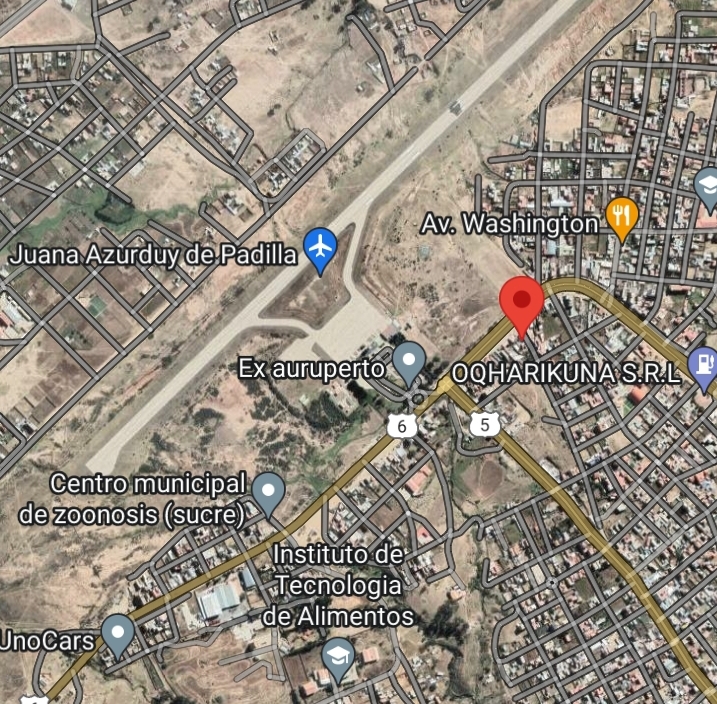 Av. Washington
Juana Azurduy de Padilla
Ex auruperto
OQHARIKUNA S.R.L
6
5
Centro municipal
de zoonosis (sucre)
Instituto de
Tecnologia
de Alimentos
UnoCars